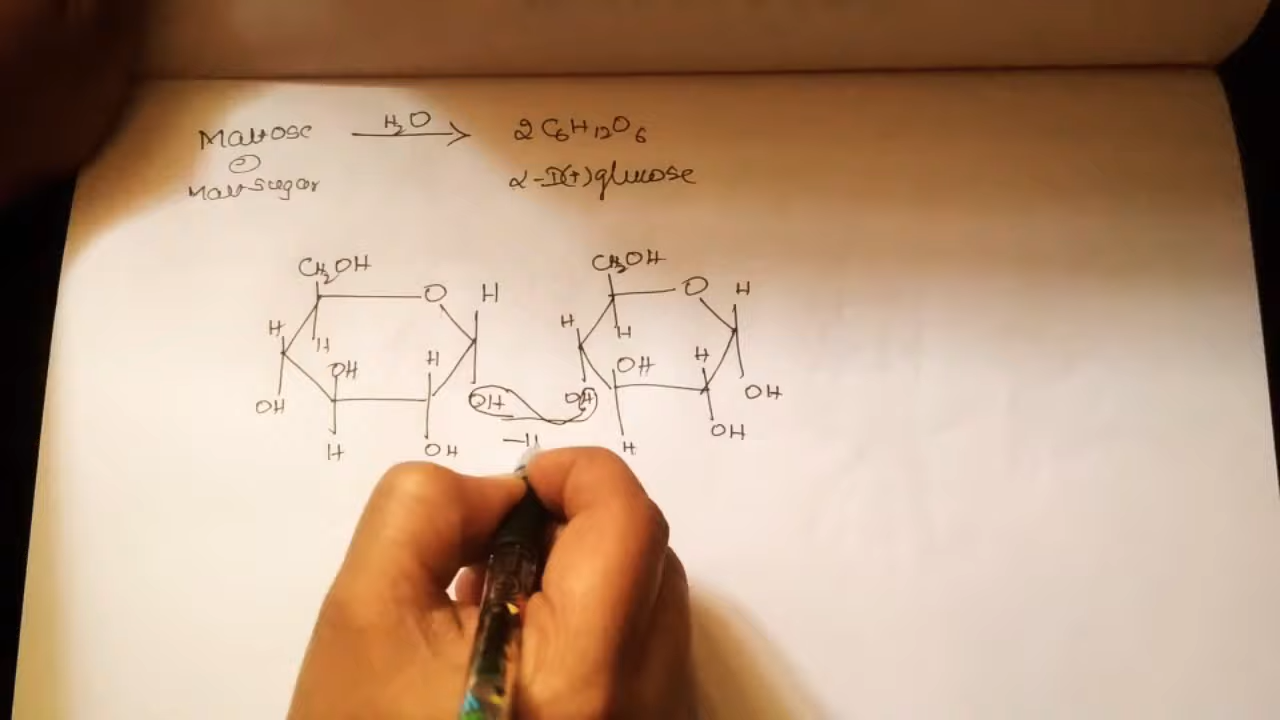 Maltose H2O 2C6H12O6
Malt sugar α-D(+)glucose
CH2OH CH2OH
O H O H
H H H H
H OH H OH H
OH OH OH OH
H OH –H H OH